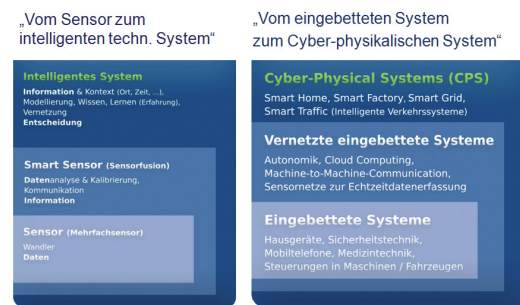 „Vom Sensor zum
intelligenten techn. System“
Intelligentes System
Information & Kontext (Ort, Zeit, ...),
Modellierung, Wissen, Lernen (Erfahrung),
Vernetzung
Entscheidung
Smart Sensor (Sensorfusion)
Datenanalyse & Kalibrierung,
Kommunikation
Information
Sensor (Mehrfachsensor)
Wandler
Daten
„Vom eingebetteten System
zum Cyber-physikalischen System“
Cyber-Physical Systems (CPS)
Smart Home, Smart Factory, Smart Grid,
Smart Traffic (Intelligente Verkehrssysteme)
Vernetzte eingebettete Systeme
Autonomik, Cloud Computing,
Machine-to-Machine-Communication,
Sensornetze zur Echtzeitdatenerfassung
Eingebettete Systeme
Hausgeräte, Sicherheitstechnik,
Mobiltelefone, Medizintechnik,
Steuerungen in Maschinen / Fahrzeugen